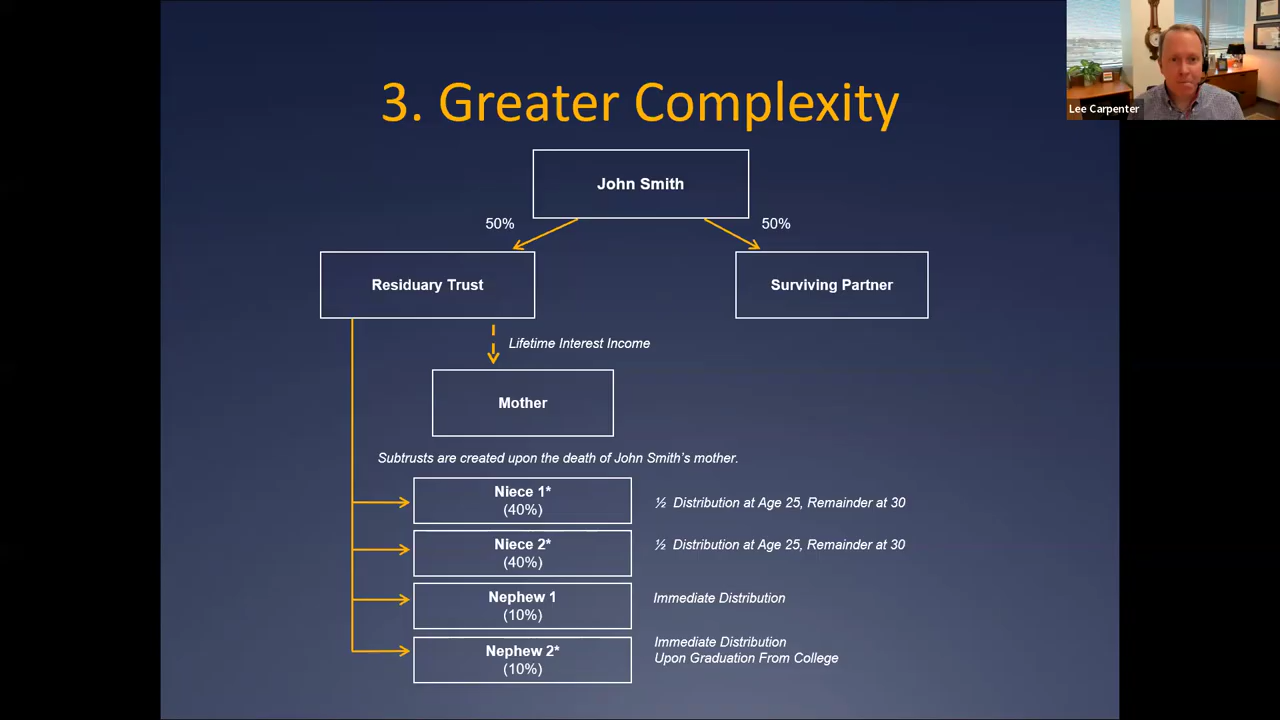 Lee Carpenter
3. Greater Complexity
John Smith
50%
50%
Residuary Trust
Surviving Partner
Lifetime Interest Income
Mother
Subtrusts are created upon the death of John Smith's mother.
Niece 1*
(40%)
½ Distribution at Age 25, Remainder at 30
Niece 2*
(40%)
½ Distribution at Age 25, Remainder at 30
Nephew 1
(10%)
Immediate Distribution
Nephew 2*
(10%)
Immediate Distribution
Upon Graduation From College